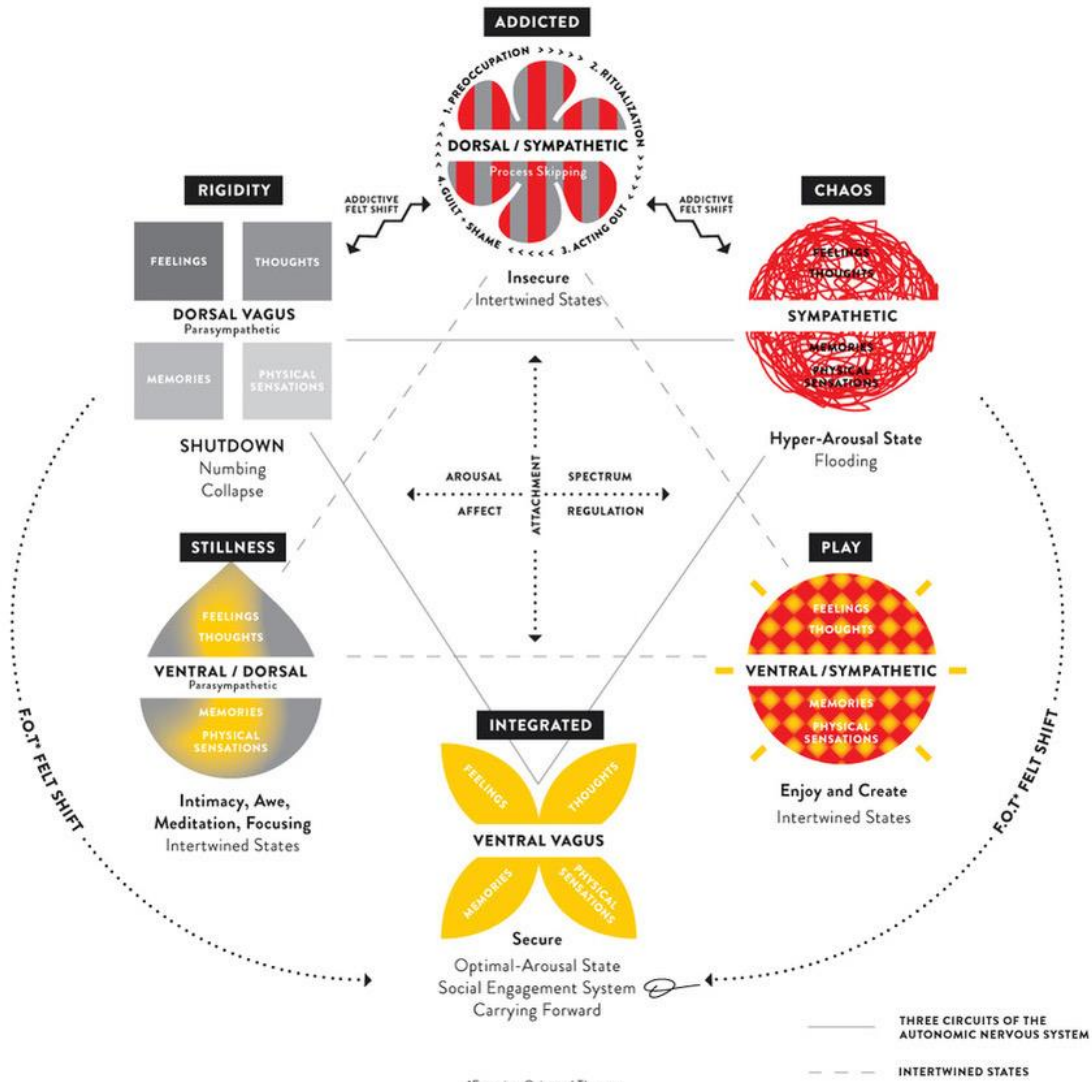 ADDICTED
1. PREOCCUPATION > > > > >
2. RITUALIZATION
< < < < < 3. ACTING OUT
< < < < <
4. GUILT + SHAME
> > > > >
DORSAL / SYMPATHETIC
Process Skipping
Insecure
Intertwined States
RIGIDITY
FEELINGS
THOUGHTS
DORSAL VAGUS
Parasympathetic
MEMORIES
PHYSICAL
SENSATIONS
SHUTDOWN
Numbing
Collapse
ADDICTIVE
FELT SHIFT
ADDICTIVE
FELT SHIFT
CHAOS
FEELINGS
THOUGHTS
SYMPATHETIC
MEMORIES
PHYSICAL
SENSATIONS
Hyper-Arousal State
Flooding
AROUSAL
SPECTRUM
ATTACHMENT
AFFECT
REGULATION
STILLNESS
FEELINGS
THOUGHTS
VENTRAL / DORSAL
Parasympathetic
MEMORIES
PHYSICAL
SENSATIONS
Intimacy, Awe,
Meditation, Focusing
Intertwined States
PLAY
FEELINGS
THOUGHTS
VENTRAL / SYMPATHETIC
MEMORIES
PHYSICAL
SENSATIONS
Enjoy and Create
Intertwined States
INTEGRATED
FEELINGS
THOUGHTS
VENTRAL VAGUS
MEMORIES
PHYSICAL
SENSATIONS
Secure
Optimal-Arousal State
Social Engagement System
Carrying Forward
F.O.T* FELT SHIFT
F.O.T* FELT SHIFT
THREE CIRCUITS OF THE
AUTONOMIC NERVOUS SYSTEM
INTERTWINED STATES